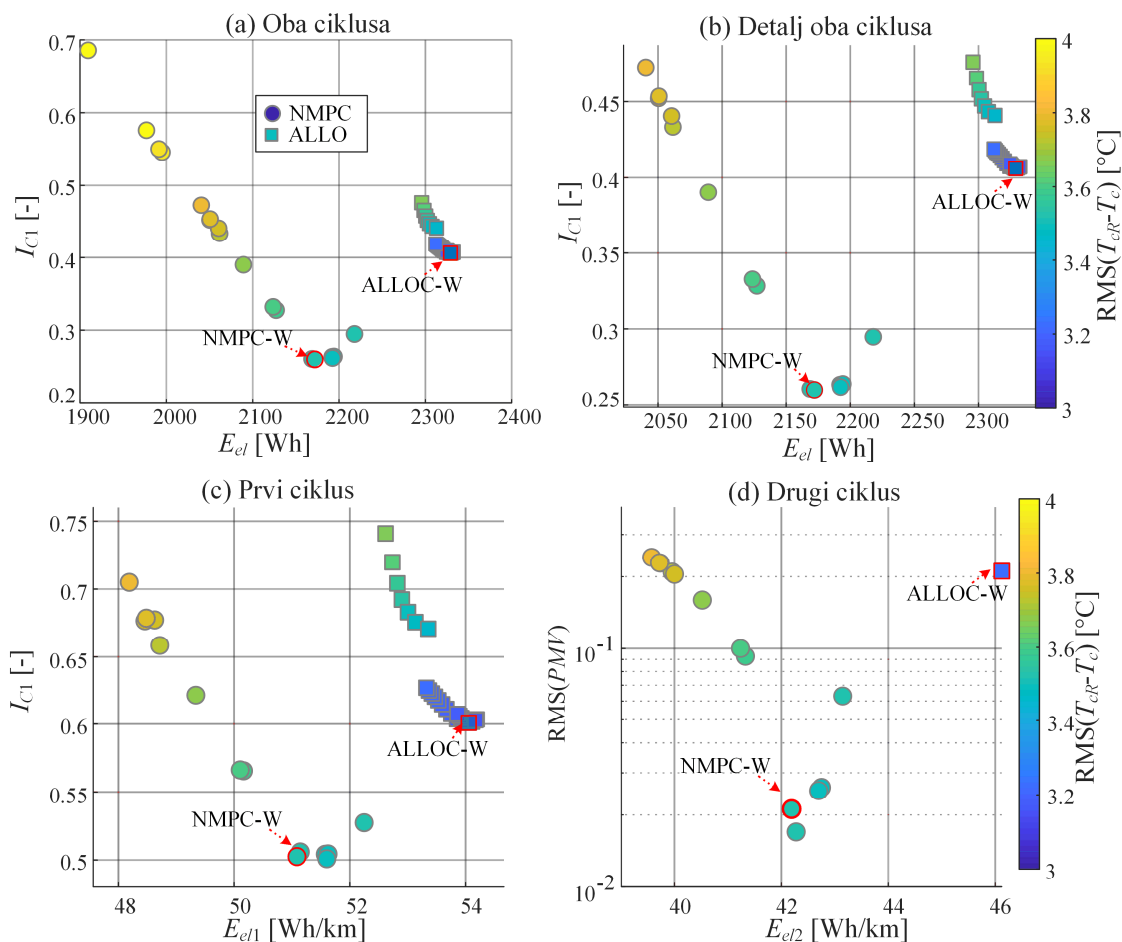 (a) Oba ciklusa
0.7
0.6
0.5
0.4
0.3
0.2
I_C1 [-]
NMPC
ALLO
ALLOC-W
NMPC-W
1900 2000 2100 2200 2300 2400
E_el [Wh]
(b) Detalj oba ciklusa
0.45
0.4
0.35
0.3
0.25
I_C1 [-]
ALLOC-W
NMPC-W
2050 2100 2150 2200 2250 2300
E_el [Wh]
4
3.8
3.6
3.4
3.2
3
RMS(T_cR-T_c) [°C]
(c) Prvi ciklus
0.75
0.7
0.65
0.6
0.55
0.5
I_C1 [-]
ALLOC-W
NMPC-W
48 50 52 54
E_el1 [Wh/km]
(d) Drugi ciklus
10^-1
10^-2
RMS(PMV)
ALLOC-W
NMPC-W
40 42 44 46
E_el2 [Wh/km]
4
3.8
3.6
3.4
3.2
3
RMS(T_cR-T_c) [°C]